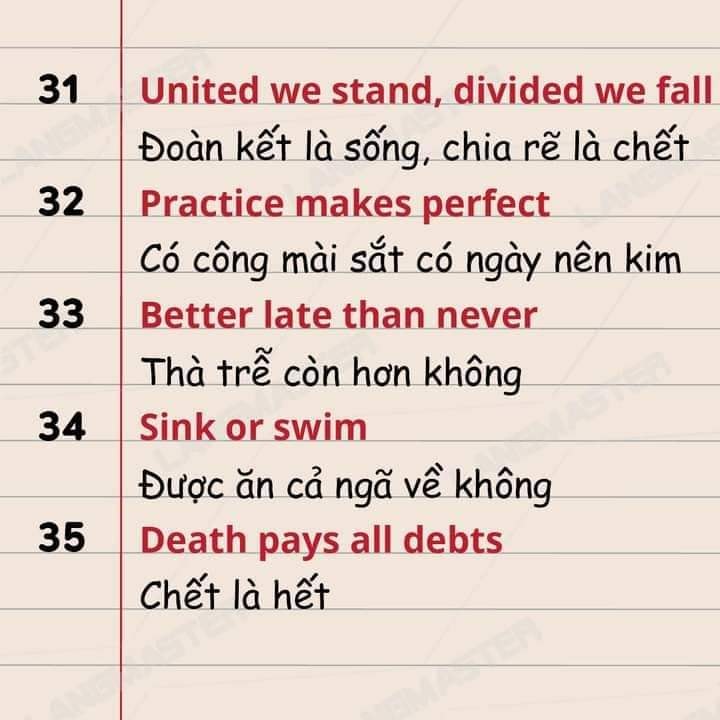 31 United we stand, divided we fall
Đoàn kết là sống, chia rẽ là chết
32 Practice makes perfect
Có công mài sắt có ngày nên kim
33 Better late than never
Thà trễ còn hơn không
34 Sink or swim
Được ăn cả ngã về không
35 Death pays all debts
Chết là hết
LANGMASTER